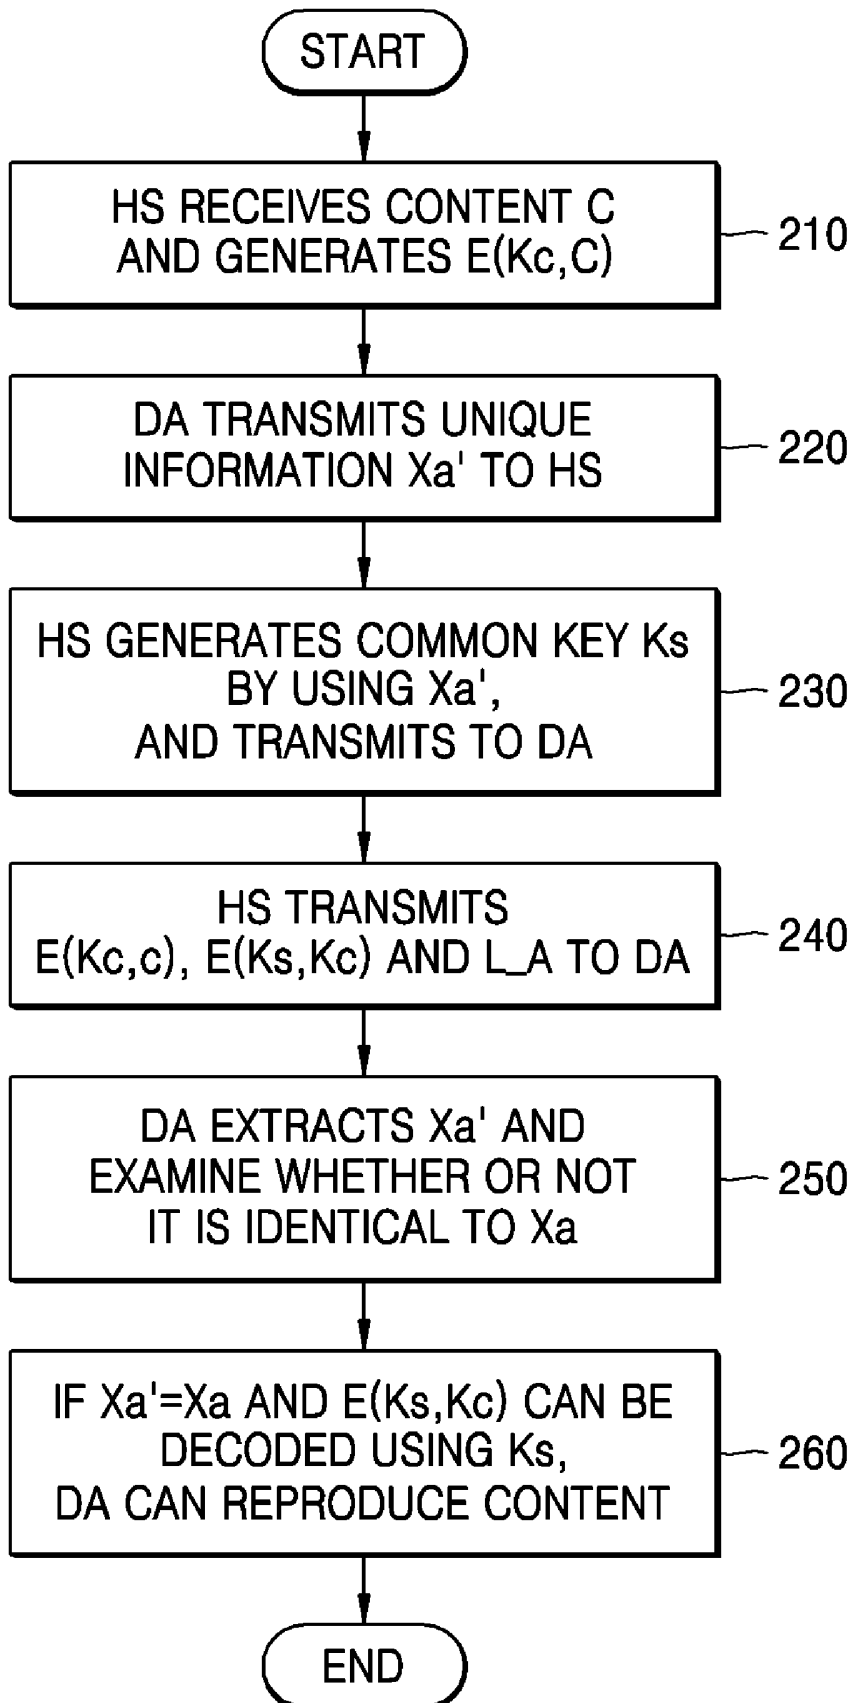 START
HS RECEIVES CONTENT C
AND GENERATES E(Kc,C)
210
DA TRANSMITS UNIQUE
INFORMATION Xa' TO HS
220
HS GENERATES COMMON KEY Ks
BY USING Xa',
AND TRANSMITS TO DA
230
HS TRANSMITS
E(Kc,c), E(Ks,Kc) AND L_A TO DA
240
DA EXTRACTS Xa' AND
EXAMINE WHETHER OR NOT
IT IS IDENTICAL TO Xa
250
IF Xa'=Xa AND E(Ks,Kc) CAN BE
DECODED USING Ks,
DA CAN REPRODUCE CONTENT
260
END